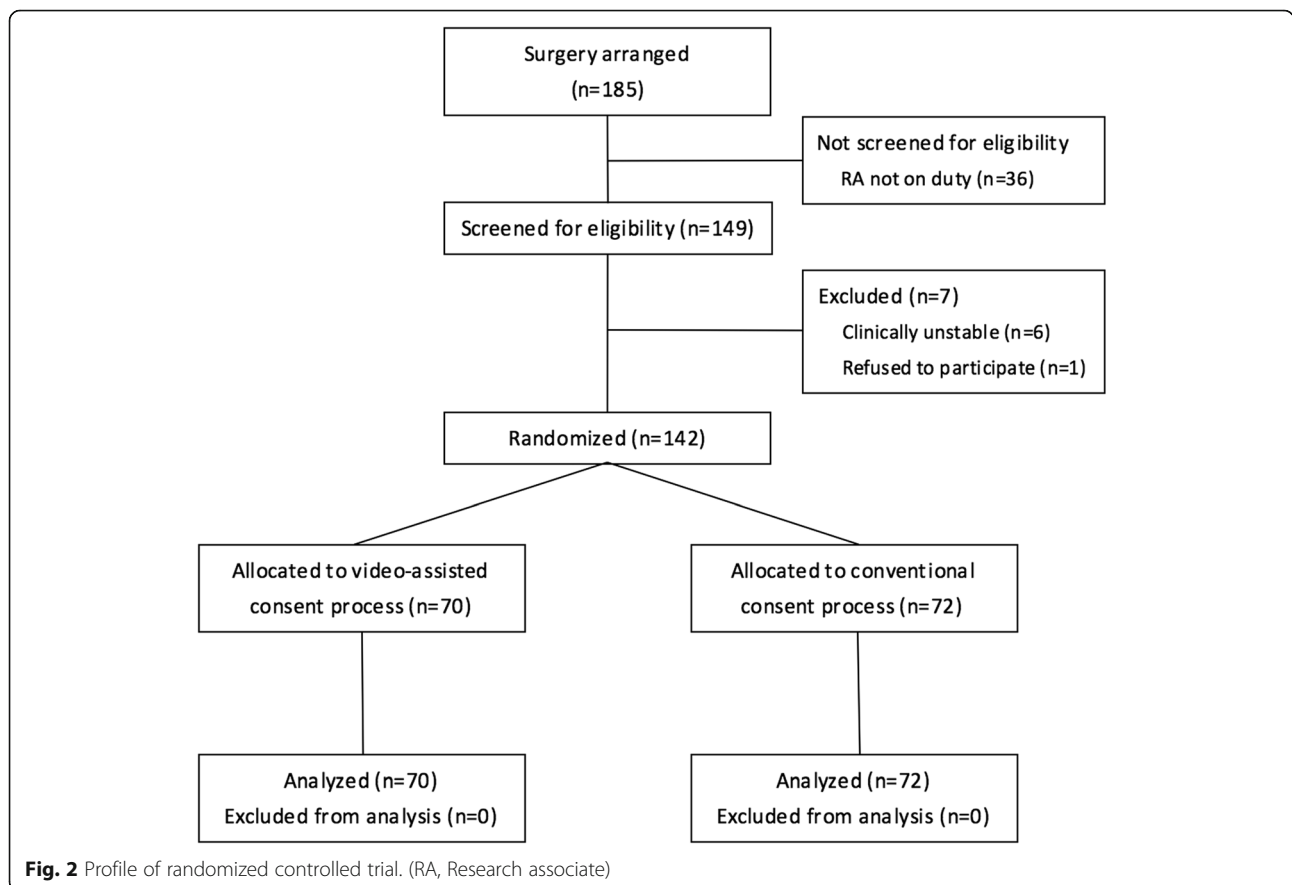 Surgery arranged
(n=185)
Not screened for eligibility
RA not on duty (n=36)
Screened for eligibility (n=149)
Excluded (n=7)
Clinically unstable (n=6)
Refused to participate (n=1)
Randomized (n=142)
Allocated to video-assisted
consent process (n=70)
Allocated to conventional
consent process (n=72)
Analyzed (n=70)
Excluded from analysis (n=0)
Analyzed (n=72)
Excluded from analysis (n=0)
Fig. 2 Profile of randomized controlled trial. (RA, Research associate)